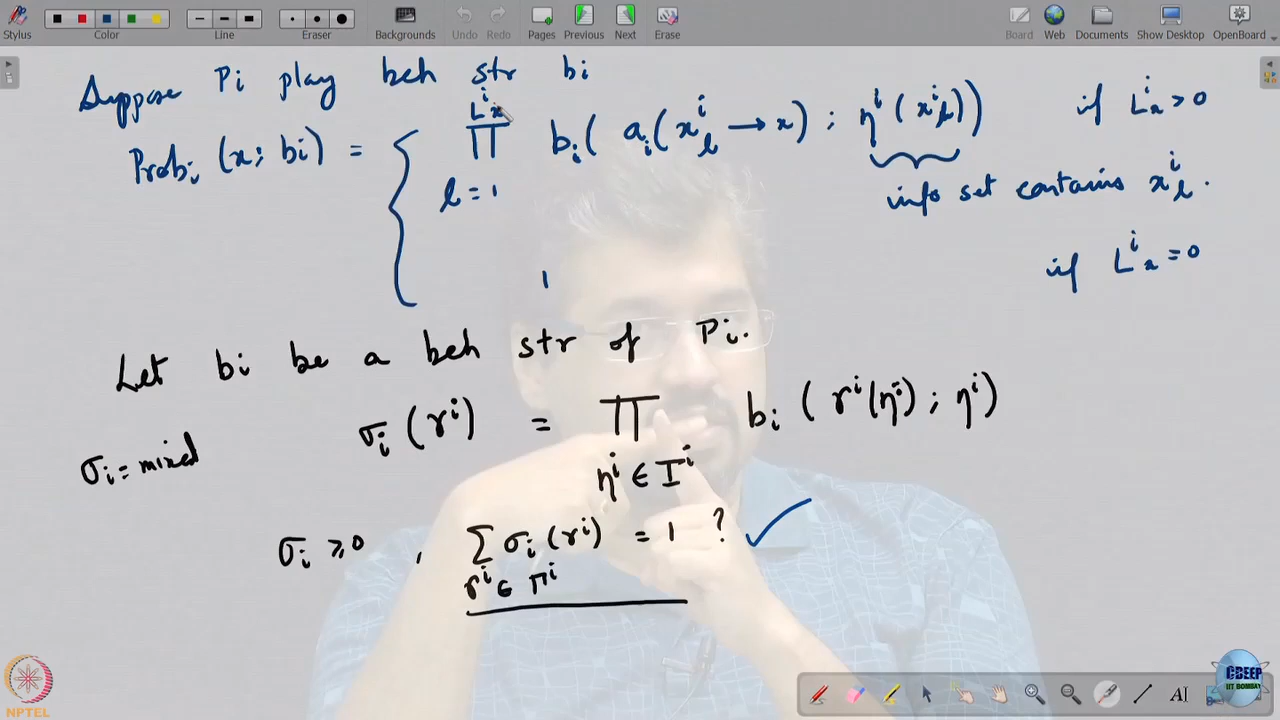 Stylus
Color
Line
Eraser
Backgrounds
Undo
Redo
Pages
Previous
Next
Erase
Board
Web
Documents
Show Desktop
OpenBoard
Suppose Pi play beh str bi
Prob_i (x; bi) = { ∏_{l=1}^{L^i_x} b_i( a_i( x^i_l → x) ; η^i( x^i_l)) if L^i_x > 0
info set contains x^i_l.
1 if L^i_x = 0
Let bi be a beh str of Pi.
σ_i = mixed σ_i (γ^i) = ∏_{η^i ∈ I^i} b_i ( γ^i(η^i) ; η^i)
σ_i ≥ 0 , ∑_{γ^i ∈ Γ^i} σ_i (γ^i) = 1 ? ✓
NPTEL
CDEEP
IIT BOMBAY